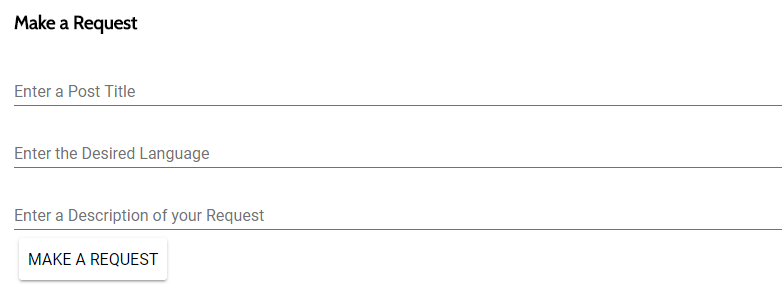 Make a Request
Enter a Post Title
Enter the Desired Language
Enter a Description of your Request
MAKE A REQUEST